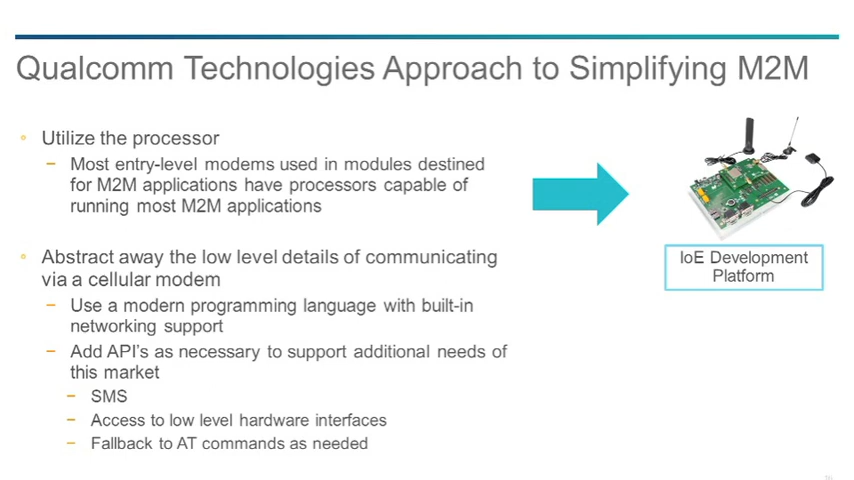 Qualcomm Technologies Approach to Simplifying M2M
◦ Utilize the processor
− Most entry-level modems used in modules destined
for M2M applications have processors capable of
running most M2M applications
◦ Abstract away the low level details of communicating
via a cellular modem
− Use a modern programming language with built-in
networking support
− Add API's as necessary to support additional needs of
this market
− SMS
− Access to low level hardware interfaces
− Fallback to AT commands as needed
IoE Development
Platform